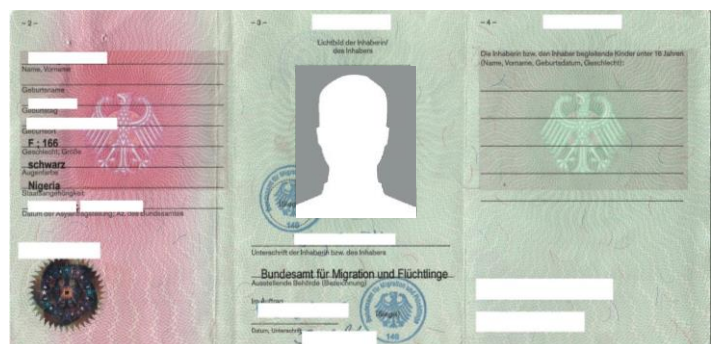 – 2 –
Name, Vorname
Geburtsname
Geburtstag
Geburtsort
F ; 166
Geschlecht; Größe
schwarz
Augenfarbe
Nigeria
Staatsangehörigkeit
;
Datum der Asylantragstellung; Az. des Bundesamtes
– 3 –
Lichtbild der Inhaberin/
des Inhabers
140
Unterschrift der Inhaberin bzw. des Inhabers
Bundesamt für Migration und Flüchtlinge
Ausstellende Behörde (Bezeichnung)
Im Auftrag
(Siegel)
Datum, Unterschrift
140
– 4 –
Die Inhaberin bzw. den Inhaber begleitende Kinder unter 16 Jahren
(Name, Vorname, Geburtsdatum, Geschlecht):